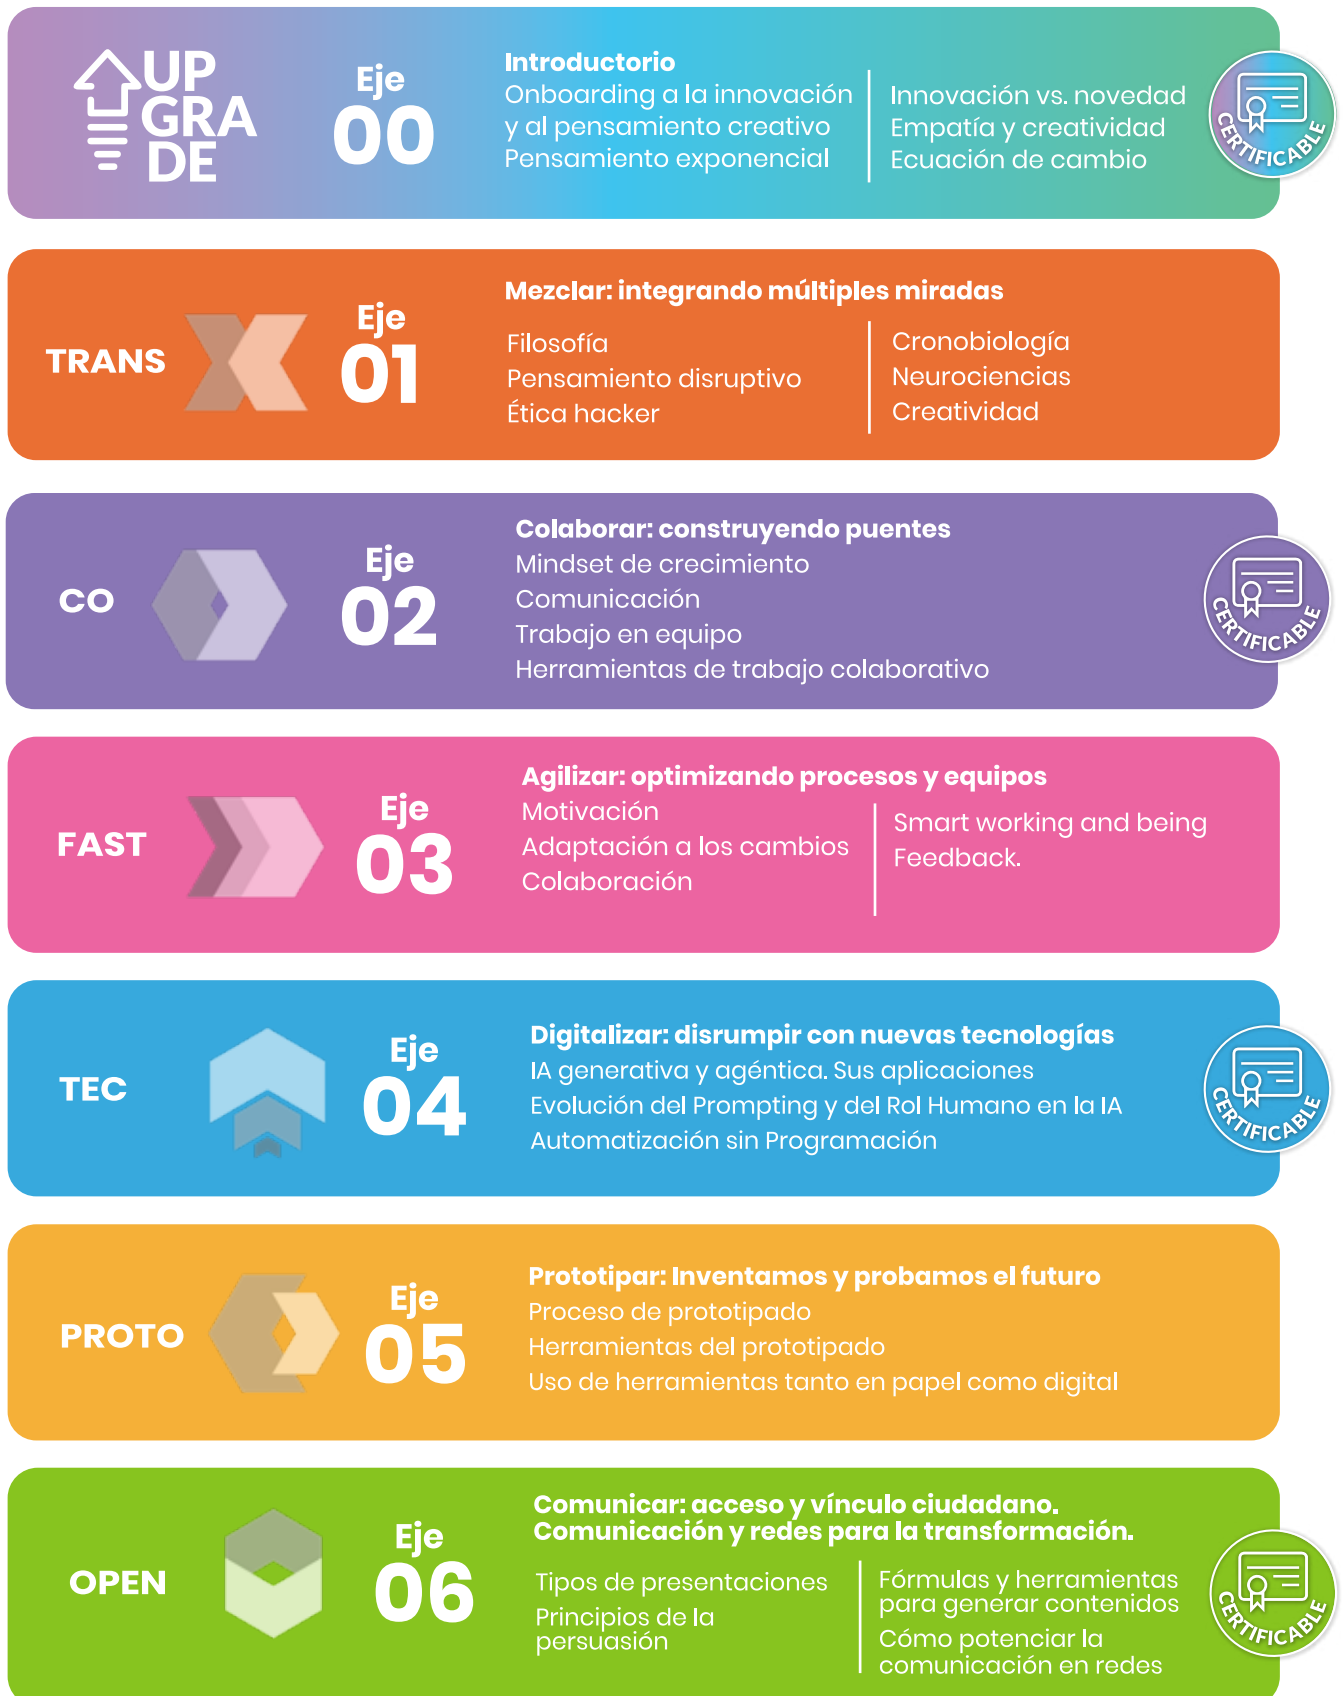 UP
GRA
DE
Eje
00
Introductorio
Onboarding a la innovación
y al pensamiento creativo
Pensamiento exponencial
Innovación vs. novedad
Empatía y creatividad
Ecuación de cambio
CERTIFICABLE
TRANS
Eje
01
Mezclar: integrando múltiples miradas
Filosofía
Pensamiento disruptivo
Ética hacker
Cronobiología
Neurociencias
Creatividad
CO
Eje
02
Colaborar: construyendo puentes
Mindset de crecimiento
Comunicación
Trabajo en equipo
Herramientas de trabajo colaborativo
CERTIFICABLE
FAST
Eje
03
Agilizar: optimizando procesos y equipos
Motivación
Adaptación a los cambios
Colaboración
Smart working and being
Feedback.
TEC
Eje
04
Digitalizar: disrumpir con nuevas tecnologías
IA generativa y agéntica. Sus aplicaciones
Evolución del Prompting y del Rol Humano en la IA
Automatización sin Programación
CERTIFICABLE
PROTO
Eje
05
Prototipar: Inventamos y probamos el futuro
Proceso de prototipado
Herramientas del prototipado
Uso de herramientas tanto en papel como digital
OPEN
Eje
06
Comunicar: acceso y vínculo ciudadano.
Comunicación y redes para la transformación.
Tipos de presentaciones
Principios de la
persuasión
Fórmulas y herramientas
para generar contenidos
Cómo potenciar la
comunicación en redes
CERTIFICABLE